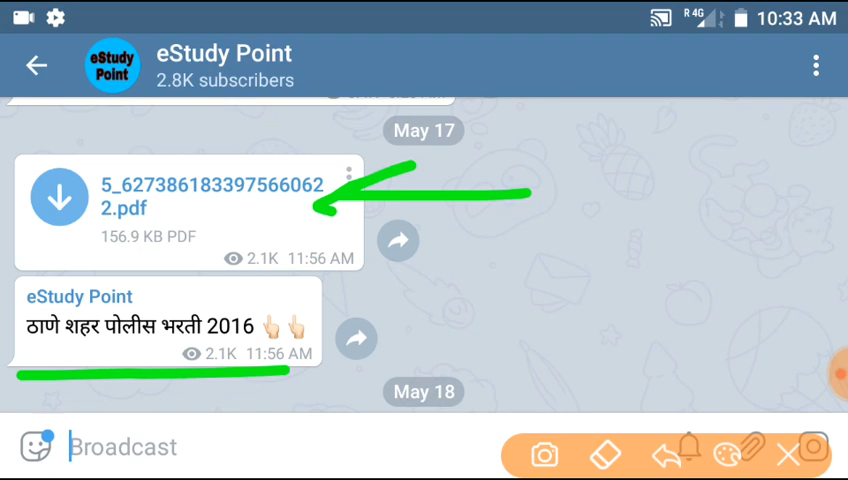 R 4G
10:33 AM
eStudy
Point
eStudy Point
2.8K subscribers
May 17
5_627386183397566062
2.pdf
156.9 KB PDF
2.1K 11:56 AM
eStudy Point
ठाणे शहर पोलीस भरती 2016 👆🏻👆🏻
2.1K 11:56 AM
May 18
Broadcast